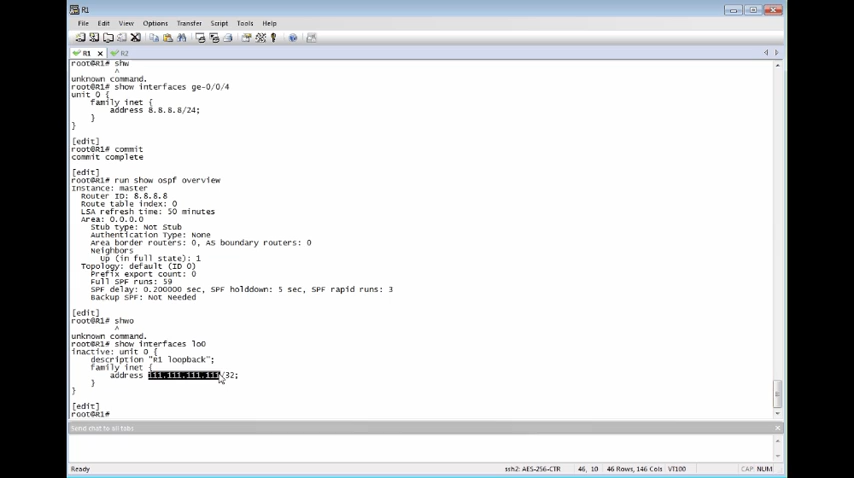 R1
File Edit View Options Transfer Script Tools Help
R1 R2
root@R1# shw
^
unknown command.
root@R1# show interfaces ge-0/0/4
unit 0 {
family inet {
address 8.8.8.8/24;
}
}
[edit]
root@R1# commit
commit complete
[edit]
root@R1# run show ospf overview
Instance: master
Router ID: 8.8.8.8
Route table index: 0
LSA refresh time: 50 minutes
Area: 0.0.0.0
Stub type: Not Stub
Authentication Type: None
Area border routers: 0, AS boundary routers: 0
Neighbors
Up (in full state): 1
Topology: default (ID 0)
Prefix export count: 0
Full SPF runs: 59
SPF delay: 0.200000 sec, SPF holddown: 5 sec, SPF rapid runs: 3
Backup SPF: Not Needed
[edit]
root@R1# shwo
^
unknown command.
root@R1# show interfaces lo0
inactive: unit 0 {
description "R1 loopback";
family inet {
address 111.111.111.111/32;
}
}
[edit]
root@R1#
Send chat to all tabs
Ready ssh2: AES-256-CTR 46, 10 46 Rows, 146 Cols VT100 CAP NUM